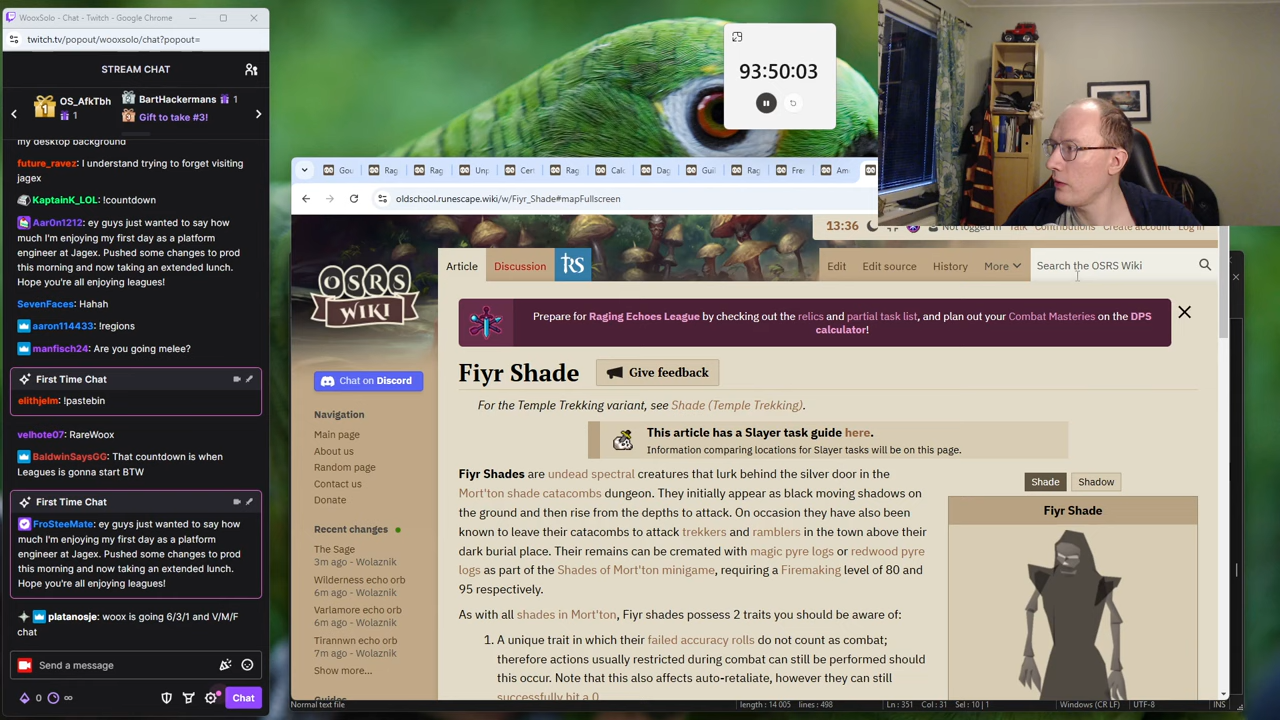 WooxSolo - Chat - Twitch - Google Chrome
twitch.tv/popout/wooxsolo/chat?popout=
STREAM CHAT
OS_AfkTbh
1
BartHackermans 1
Gift to take #3!
my desktop background
future_ravez: I understand trying to forget visiting
jagex
KaptainK_LOL: !countdown
Aar0n1212: ey guys just wanted to say how
much I'm enjoying my first day as a platform
engineer at Jagex. Pushed some changes to prod
this morning and now taking an extended lunch.
Hope you're all enjoying leagues!
SevenFaces: Hahah
aaron114433: !regions
manfisch24: Are you going melee?
First Time Chat
elithjelm: !pastebin
velhote07: RareWoox
BaldwinSaysGG: That countdown is when
Leagues is gonna start BTW
First Time Chat
FroSteeMate: ey guys just wanted to say how
much I'm enjoying my first day as a platform
engineer at Jagex. Pushed some changes to prod
this morning and now taking an extended lunch.
Hope you're all enjoying leagues!
platanosje: woox is going 6/3/1 and V/M/F
chat
Send a message
0 ∞
Chat
93:50:03
Gou Rag Rag Unp Cert Rag Calc Dag Guil Rag Frer Am
oldschool.runescape.wiki/w/Fiyr_Shade#mapFullscreen
13:36 Not logged in Talk Contributions Create account Log in
OSRS
WIKI
Article Discussion Edit Edit source History More Search the OSRS Wiki
Prepare for Raging Echoes League by checking out the relics and partial task list, and plan out your Combat Masteries on the DPS
calculator!
Chat on Discord
Navigation
Main page
About us
Random page
Contact us
Donate
Recent changes
The Sage
3m ago - Wolaznik
Wilderness echo orb
6m ago - Wolaznik
Varlamore echo orb
6m ago - Wolaznik
Tirannwn echo orb
7m ago - Wolaznik
Show more...
Guides
Fiyr Shade
Give feedback
For the Temple Trekking variant, see Shade (Temple Trekking).
This article has a Slayer task guide here.
Information comparing locations for Slayer tasks will be on this page.
Fiyr Shades are undead spectral creatures that lurk behind the silver door in the
Mort'ton shade catacombs dungeon. They initially appear as black moving shadows on
the ground and then rise from the depths to attack. On occasion they have also been
known to leave their catacombs to attack trekkers and ramblers in the town above their
dark burial place. Their remains can be cremated with magic pyre logs or redwood pyre
logs as part of the Shades of Mort'ton minigame, requiring a Firemaking level of 80 and
95 respectively.
As with all shades in Mort'ton, Fiyr shades possess 2 traits you should be aware of:
1. A unique trait in which their failed accuracy rolls do not count as combat;
therefore actions usually restricted during combat can still be performed should
this occur. Note that this also affects auto-retaliate, however they can still
successfully hit a 0.
Shade Shadow
Fiyr Shade
Normal text file length : 14 005 lines : 498 Ln : 351 Col : 31 Sel : 10 | 1 Windows (CR LF) UTF-8 INS